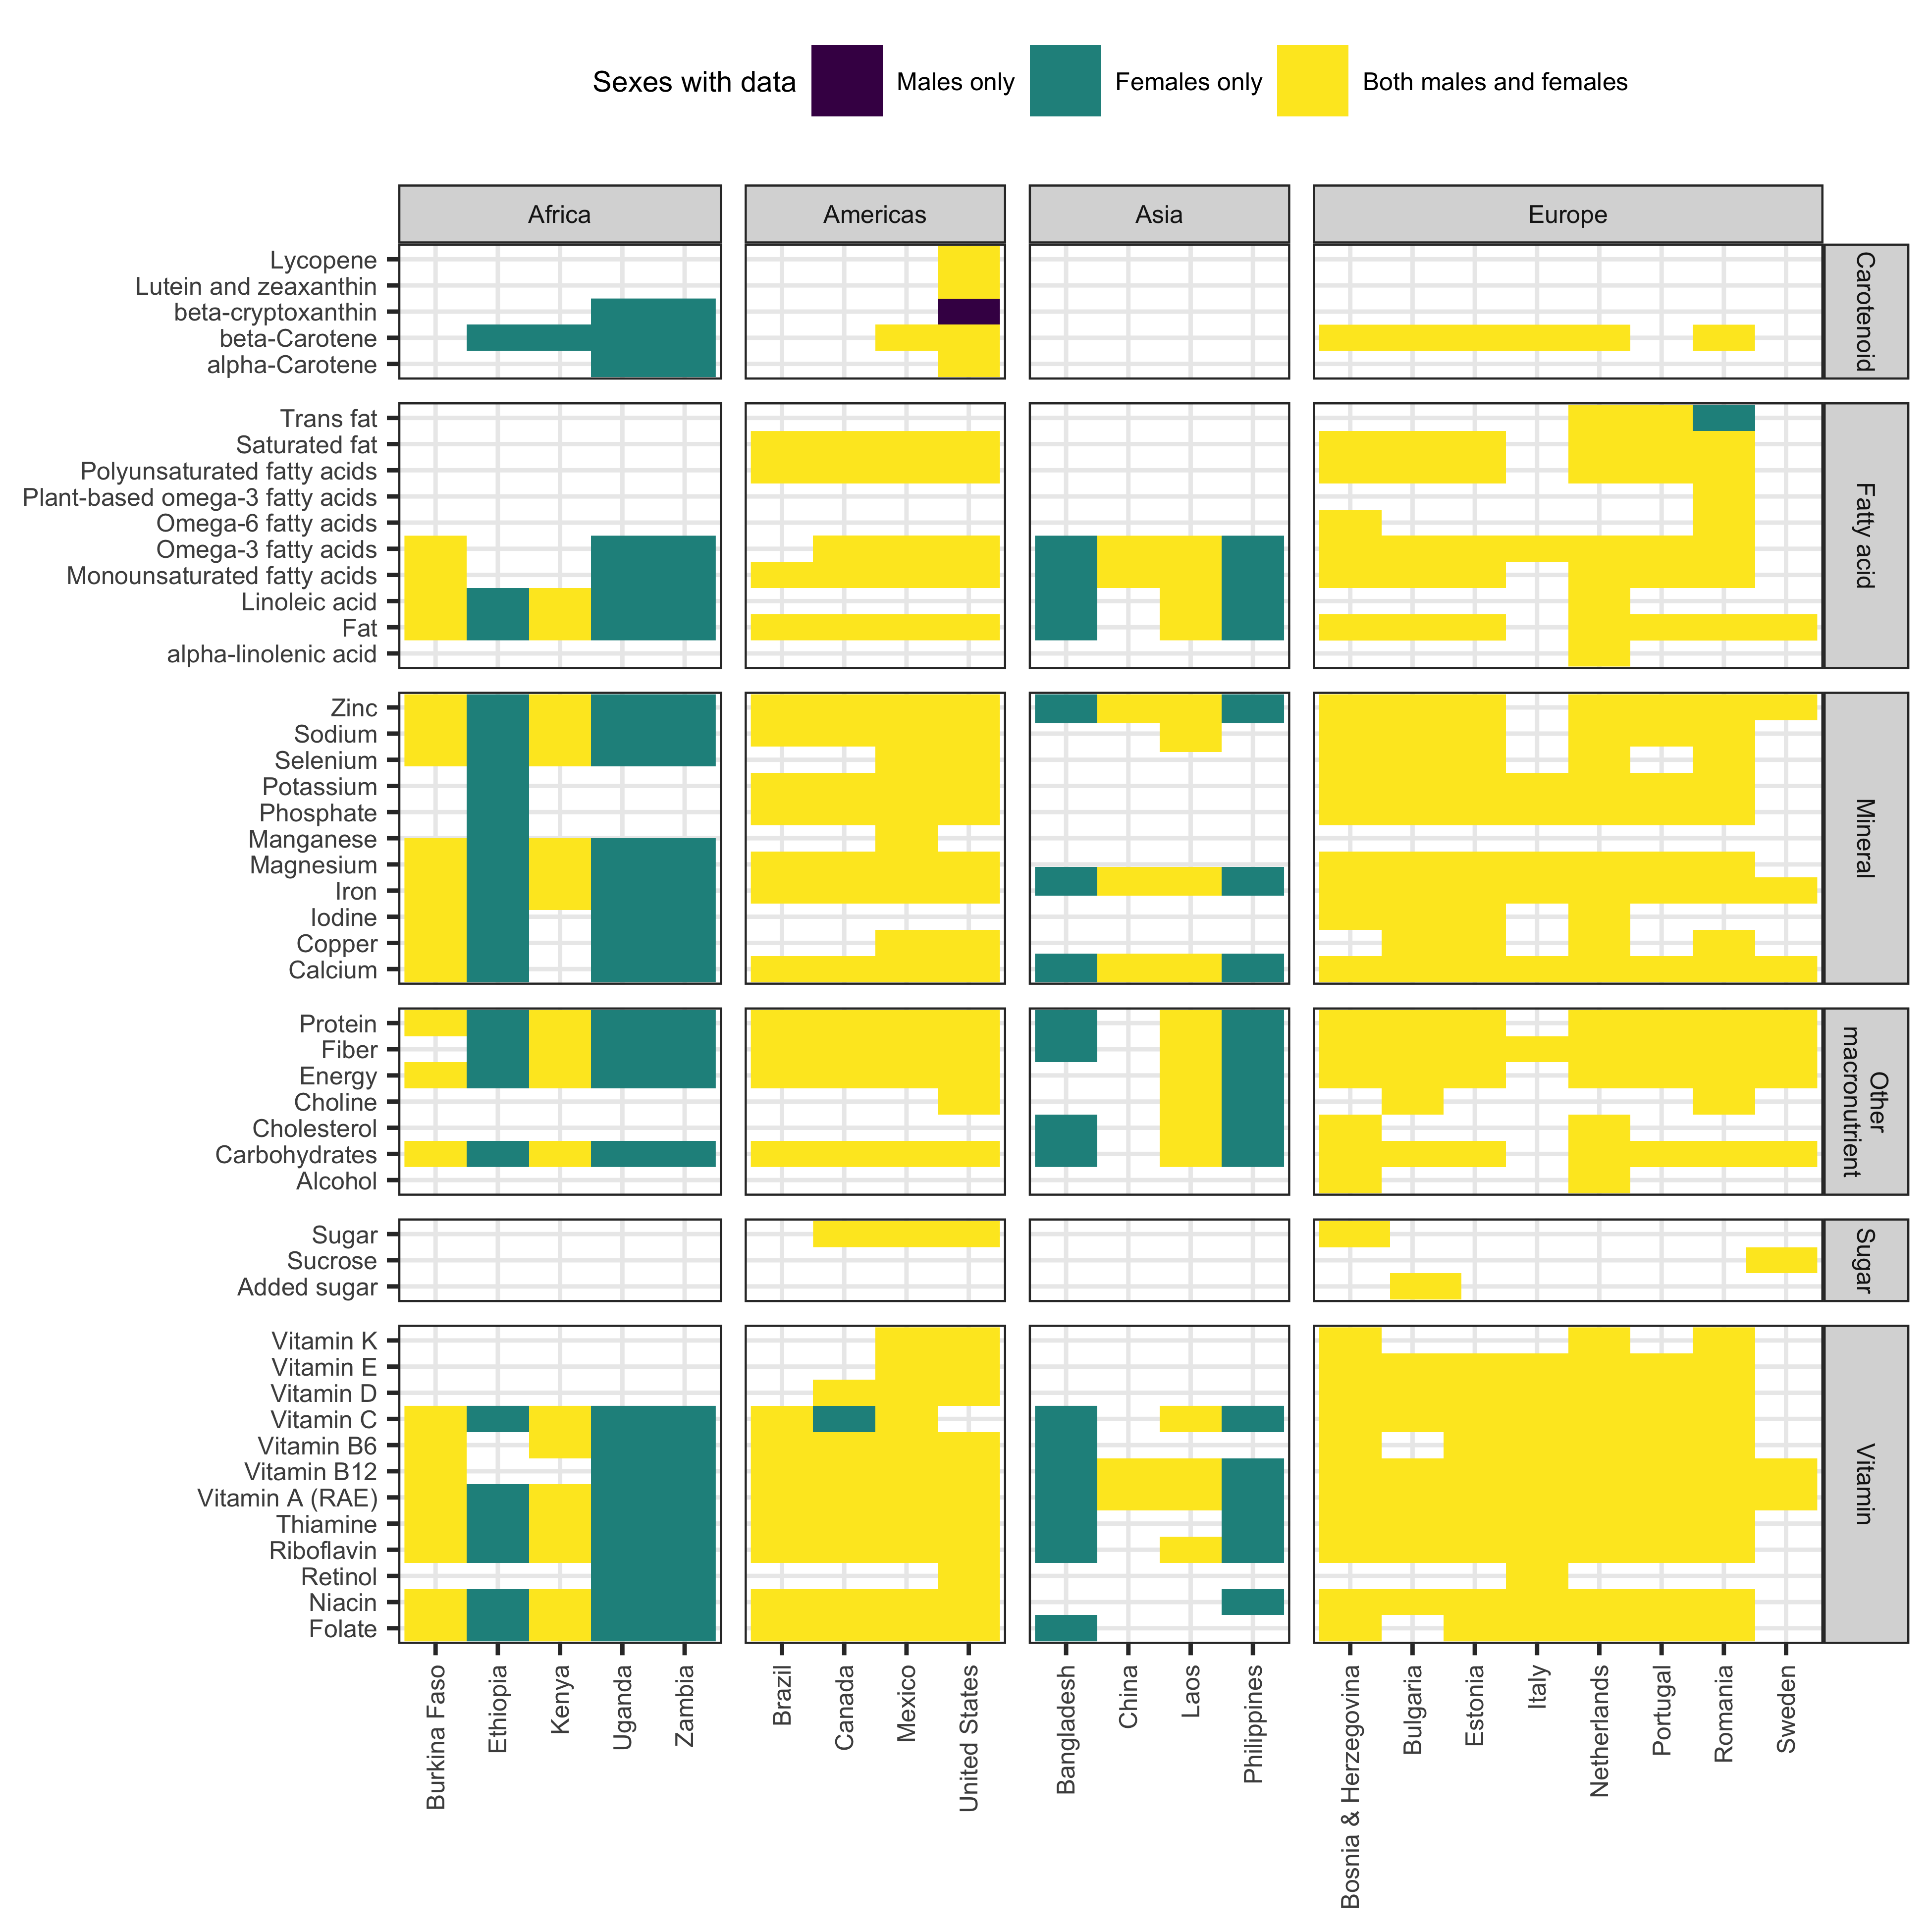 Sexes with data
Males only
Females only
Both males and females
Africa
Americas
Asia
Europe
Lycopene
Lutein and zeaxanthin
beta-cryptoxanthin
beta-Carotene
alpha-Carotene
Carotenoid
Trans fat
Saturated fat
Polyunsaturated fatty acids
Plant-based omega-3 fatty acids
Omega-6 fatty acids
Omega-3 fatty acids
Monounsaturated fatty acids
Linoleic acid
Fat
alpha-linolenic acid
Fatty acid
Zinc
Sodium
Selenium
Potassium
Phosphate
Manganese
Magnesium
Iron
Iodine
Copper
Calcium
Mineral
Protein
Fiber
Energy
Choline
Cholesterol
Carbohydrates
Alcohol
Other
macronutrient
Sugar
Sucrose
Added sugar
Sugar
Vitamin K
Vitamin E
Vitamin D
Vitamin C
Vitamin B6
Vitamin B12
Vitamin A (RAE)
Thiamine
Riboflavin
Retinol
Niacin
Folate
Vitamin
Burkina Faso
Ethiopia
Kenya
Uganda
Zambia
Brazil
Canada
Mexico
United States
Bangladesh
China
Laos
Philippines
Bosnia & Herzegovina
Bulgaria
Estonia
Italy
Netherlands
Portugal
Romania
Sweden